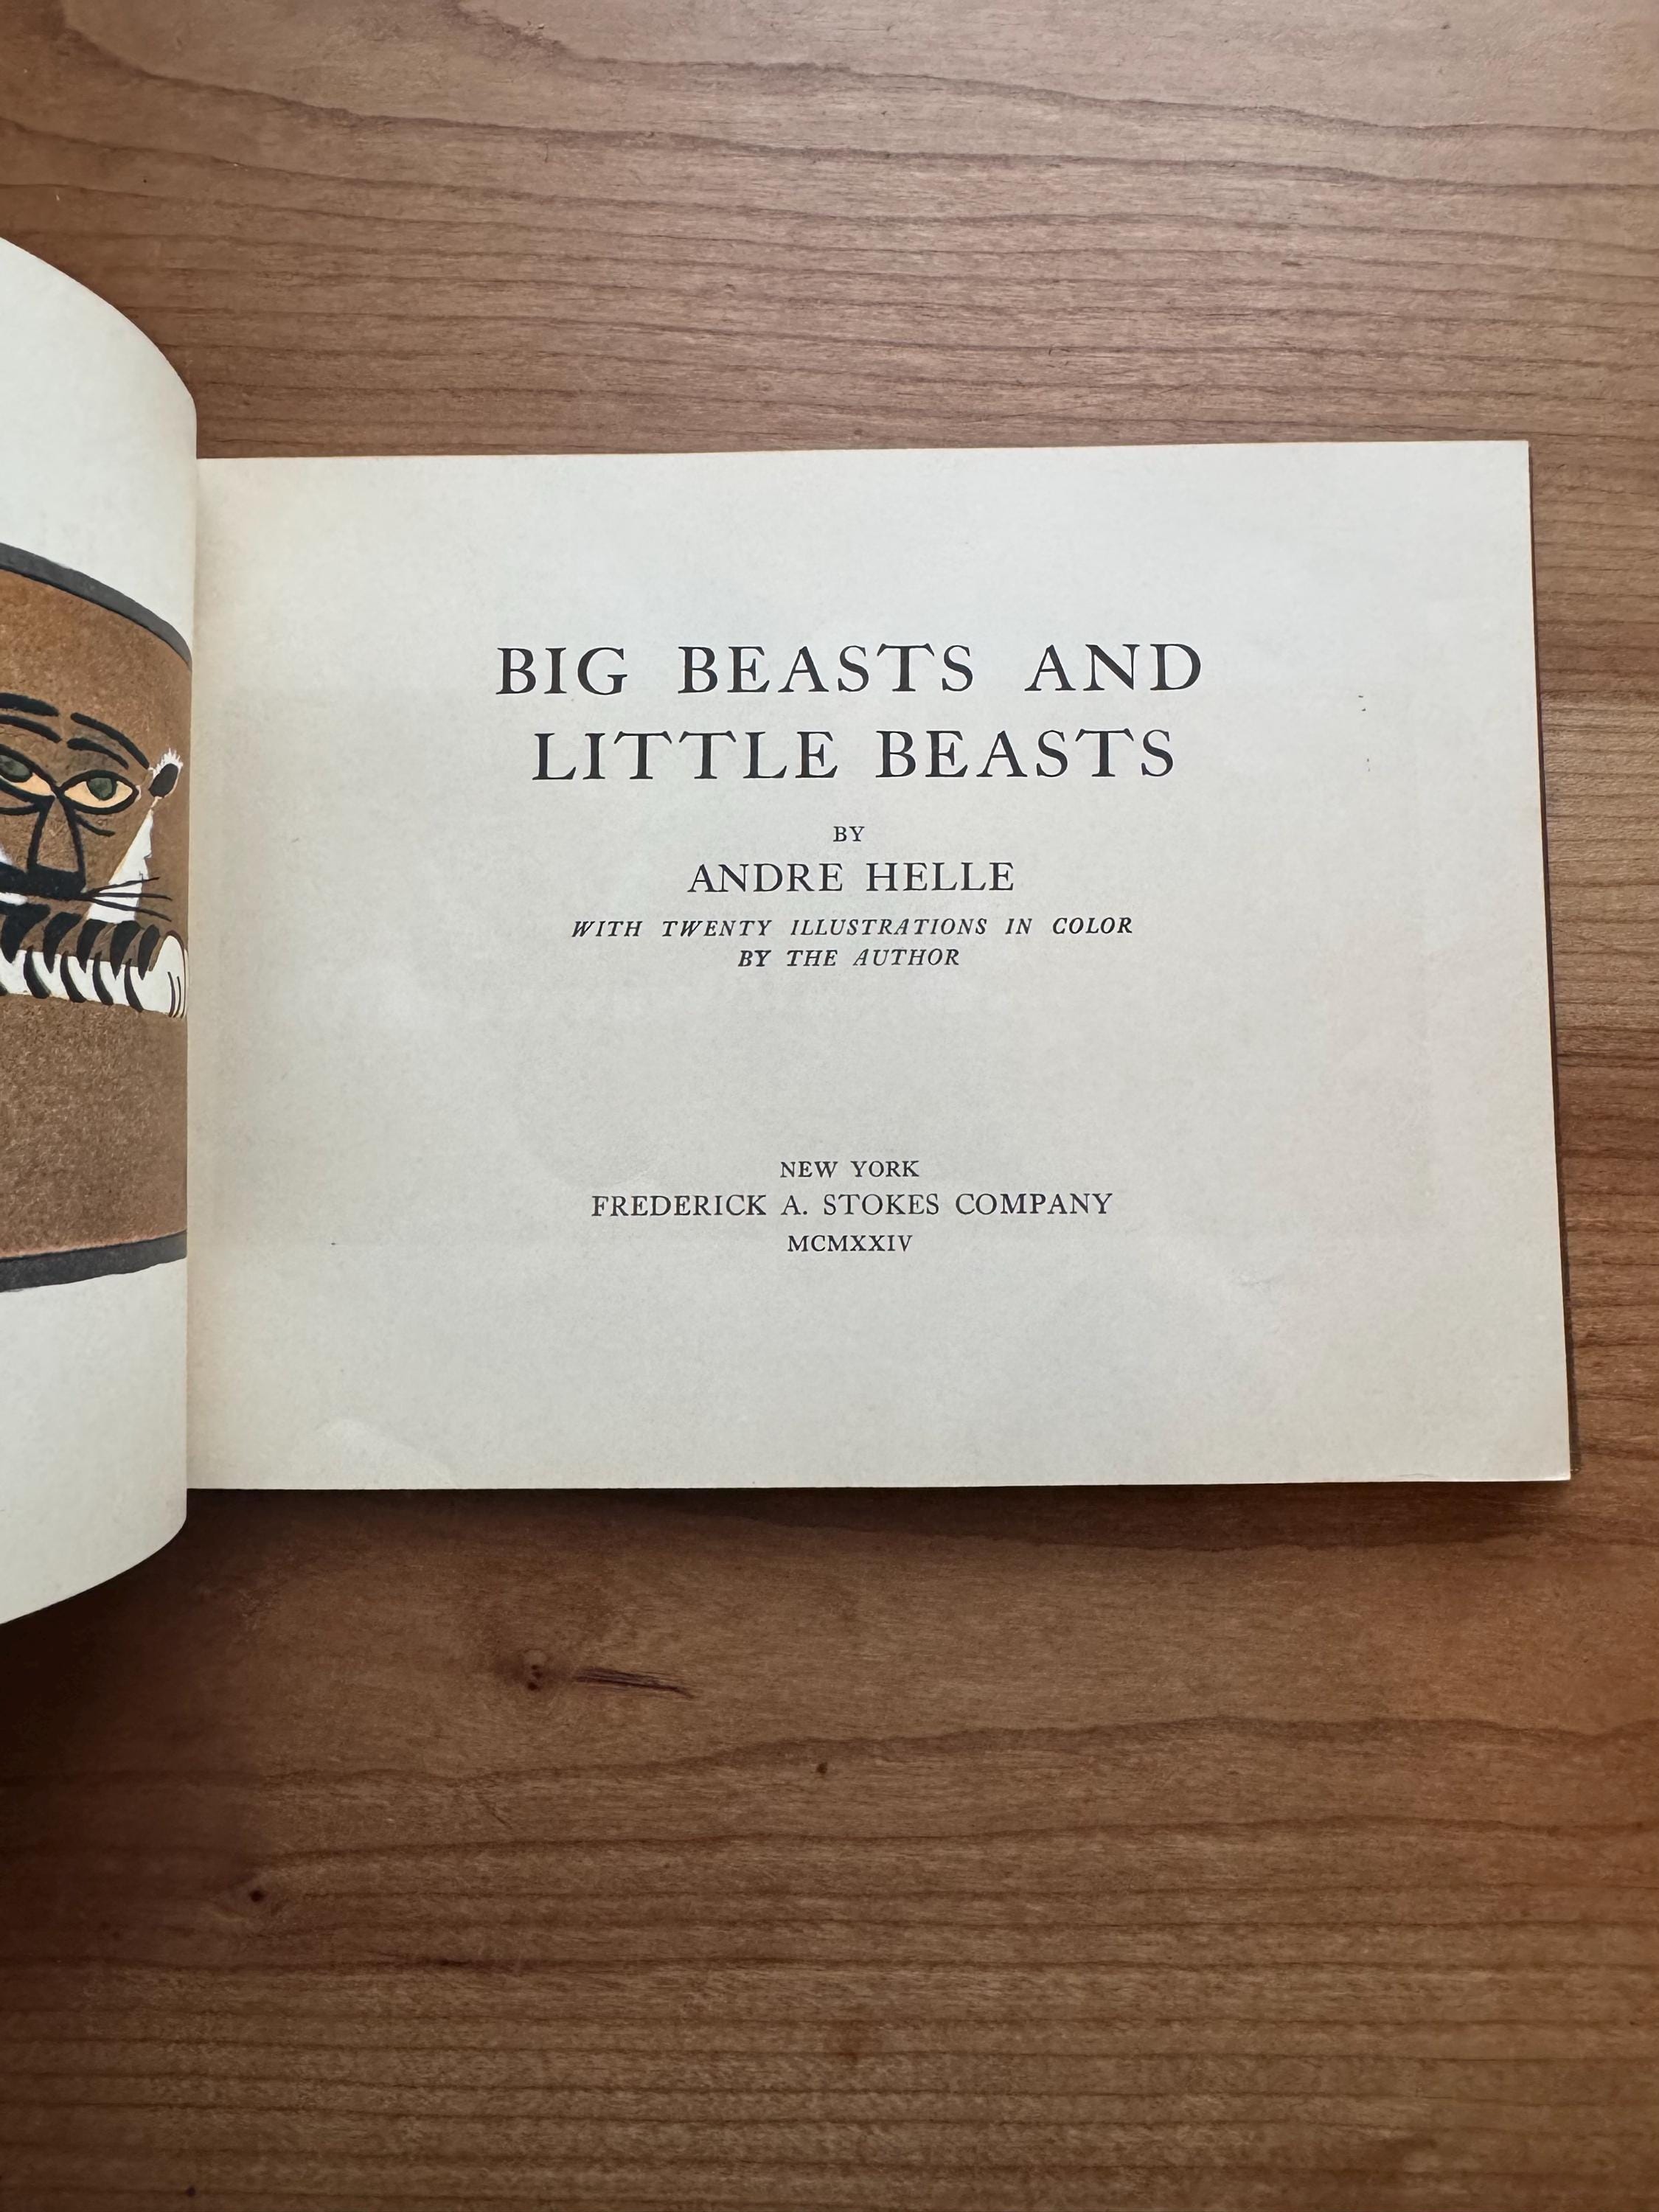 BIG BEASTS AND
LITTLE BEASTS
BY
ANDRE HELLE
WITH TWENTY ILLUSTRATIONS IN COLOR
BY THE AUTHOR
NEW YORK
FREDERICK A. STOKES COMPANY
MCMXXIV